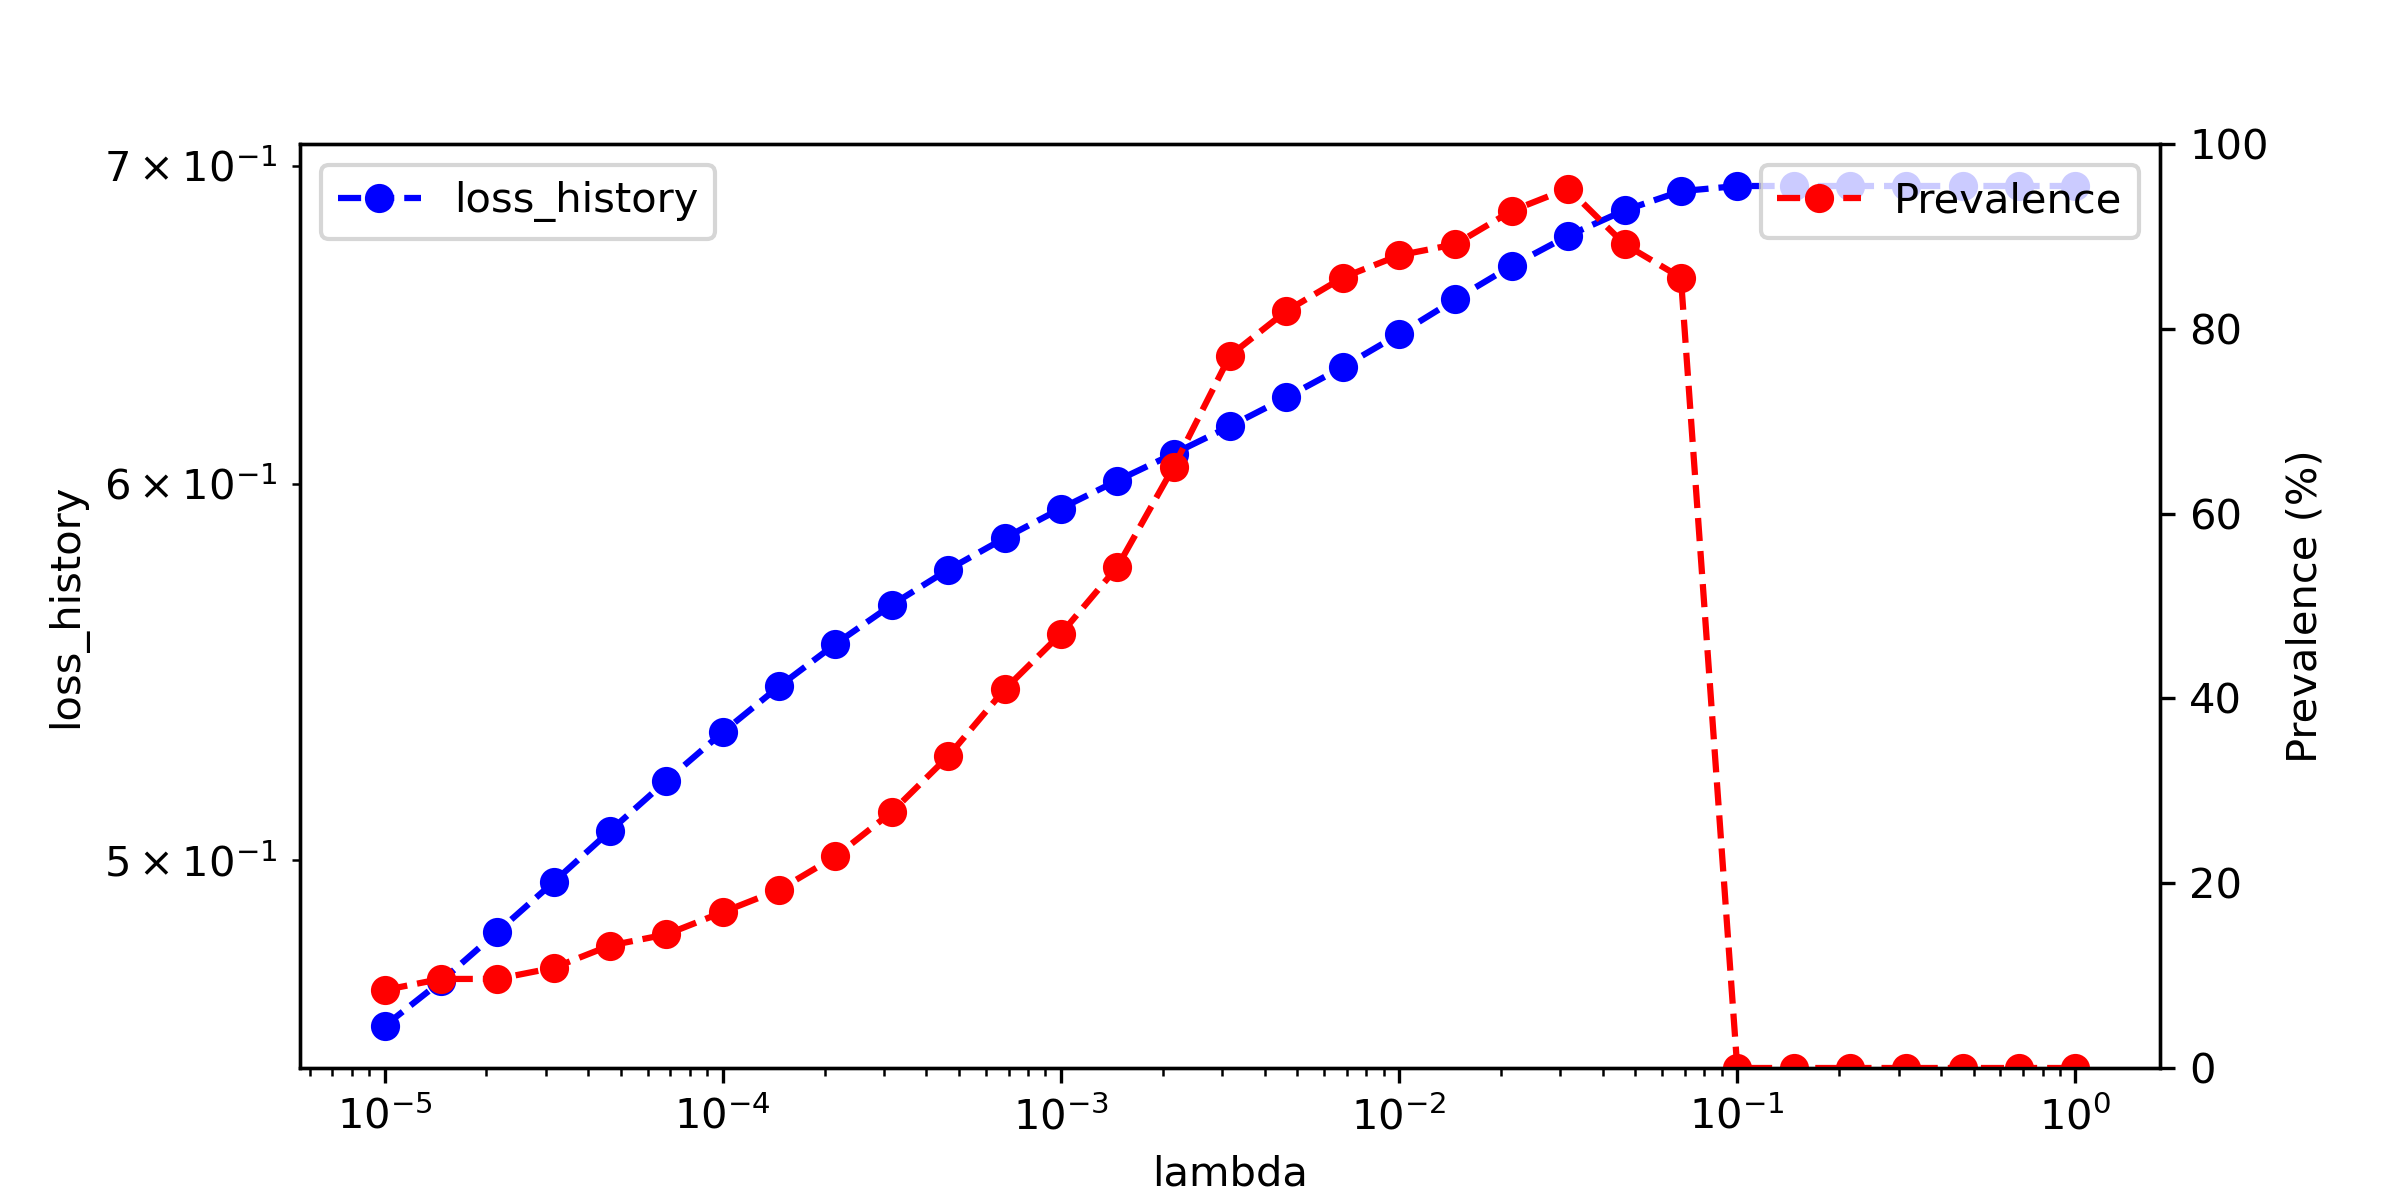 loss_history
Prevalence
7 × 10⁻¹
6 × 10⁻¹
5 × 10⁻¹
loss_history
100
80
60
40
20
0
Prevalence (%)
10⁻⁵ 10⁻⁴ 10⁻³ 10⁻² 10⁻¹ 10⁰
lambda